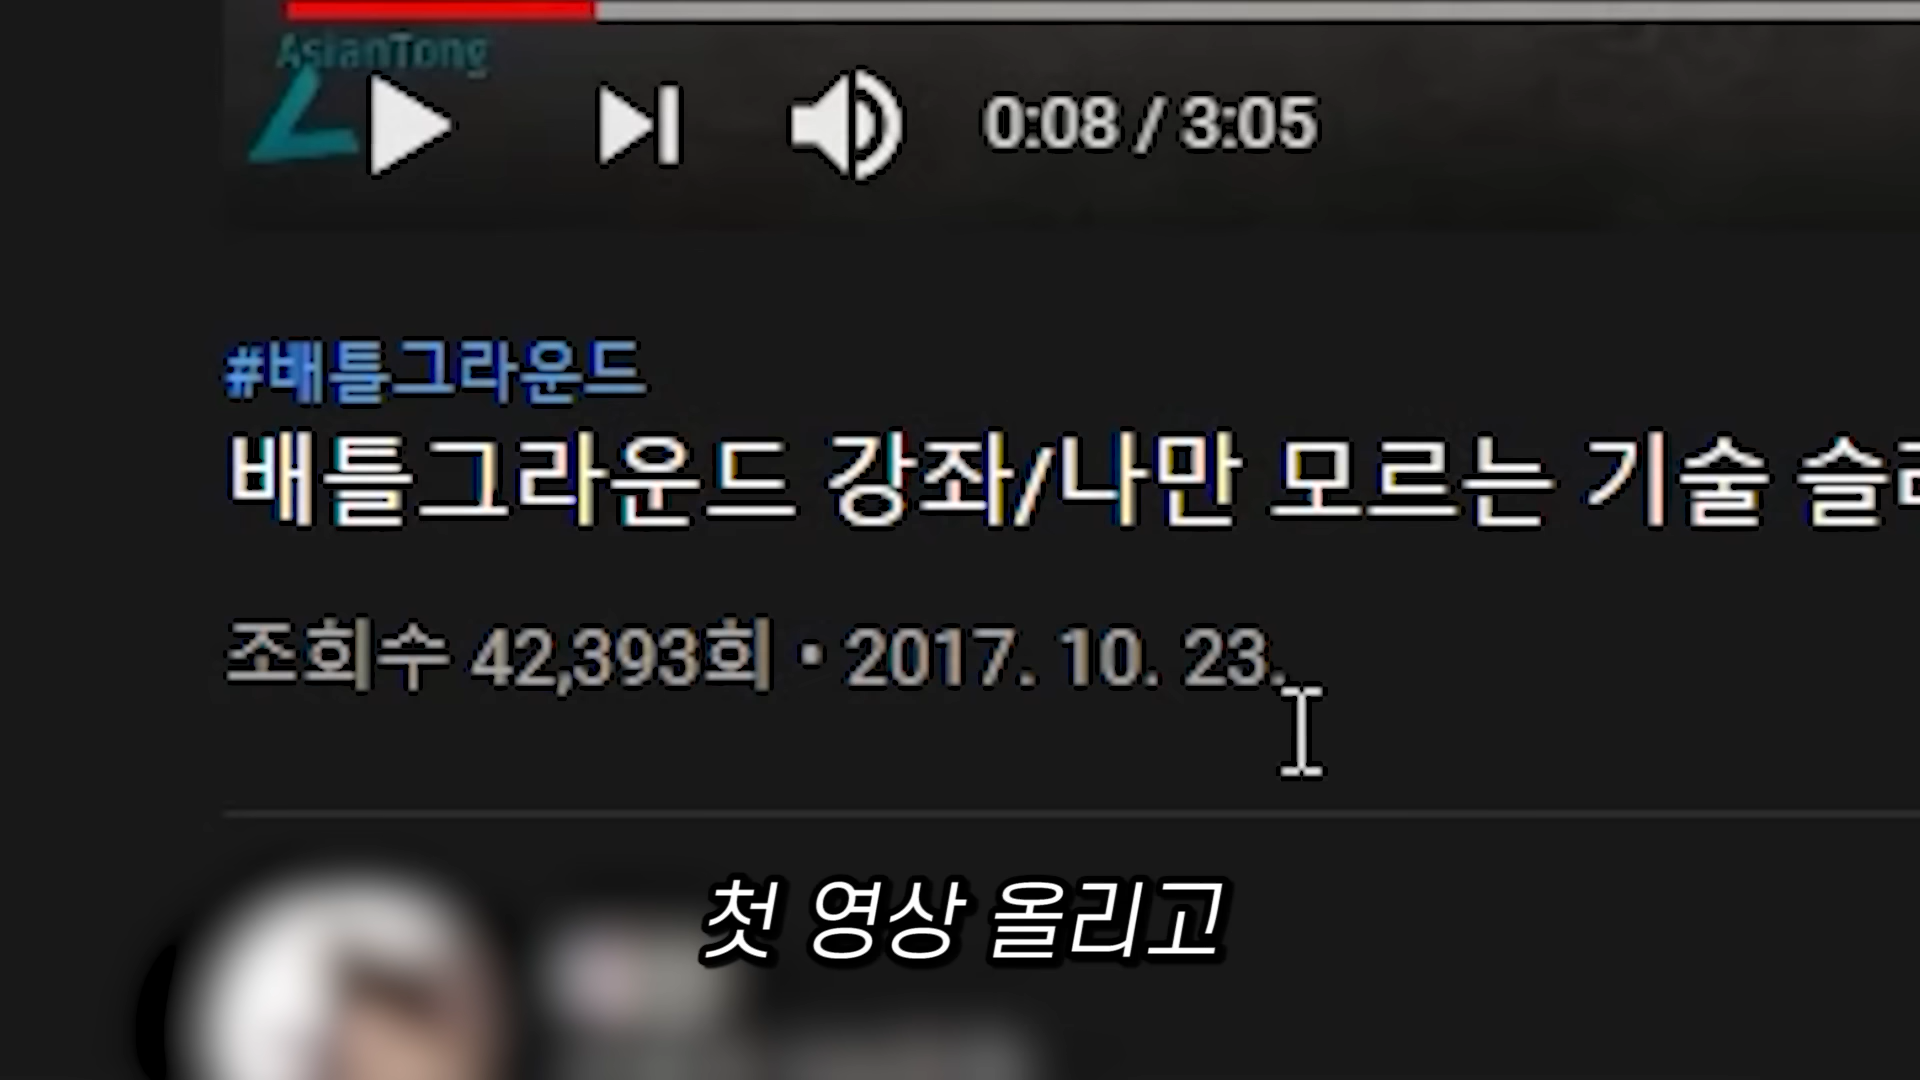 AsianTong
0:08 / 3:05
#배틀그라운드
배틀그라운드 강좌/나만 모르는 기술
조회수 42,393회 • 2017. 10. 23.
첫 영상 올리고